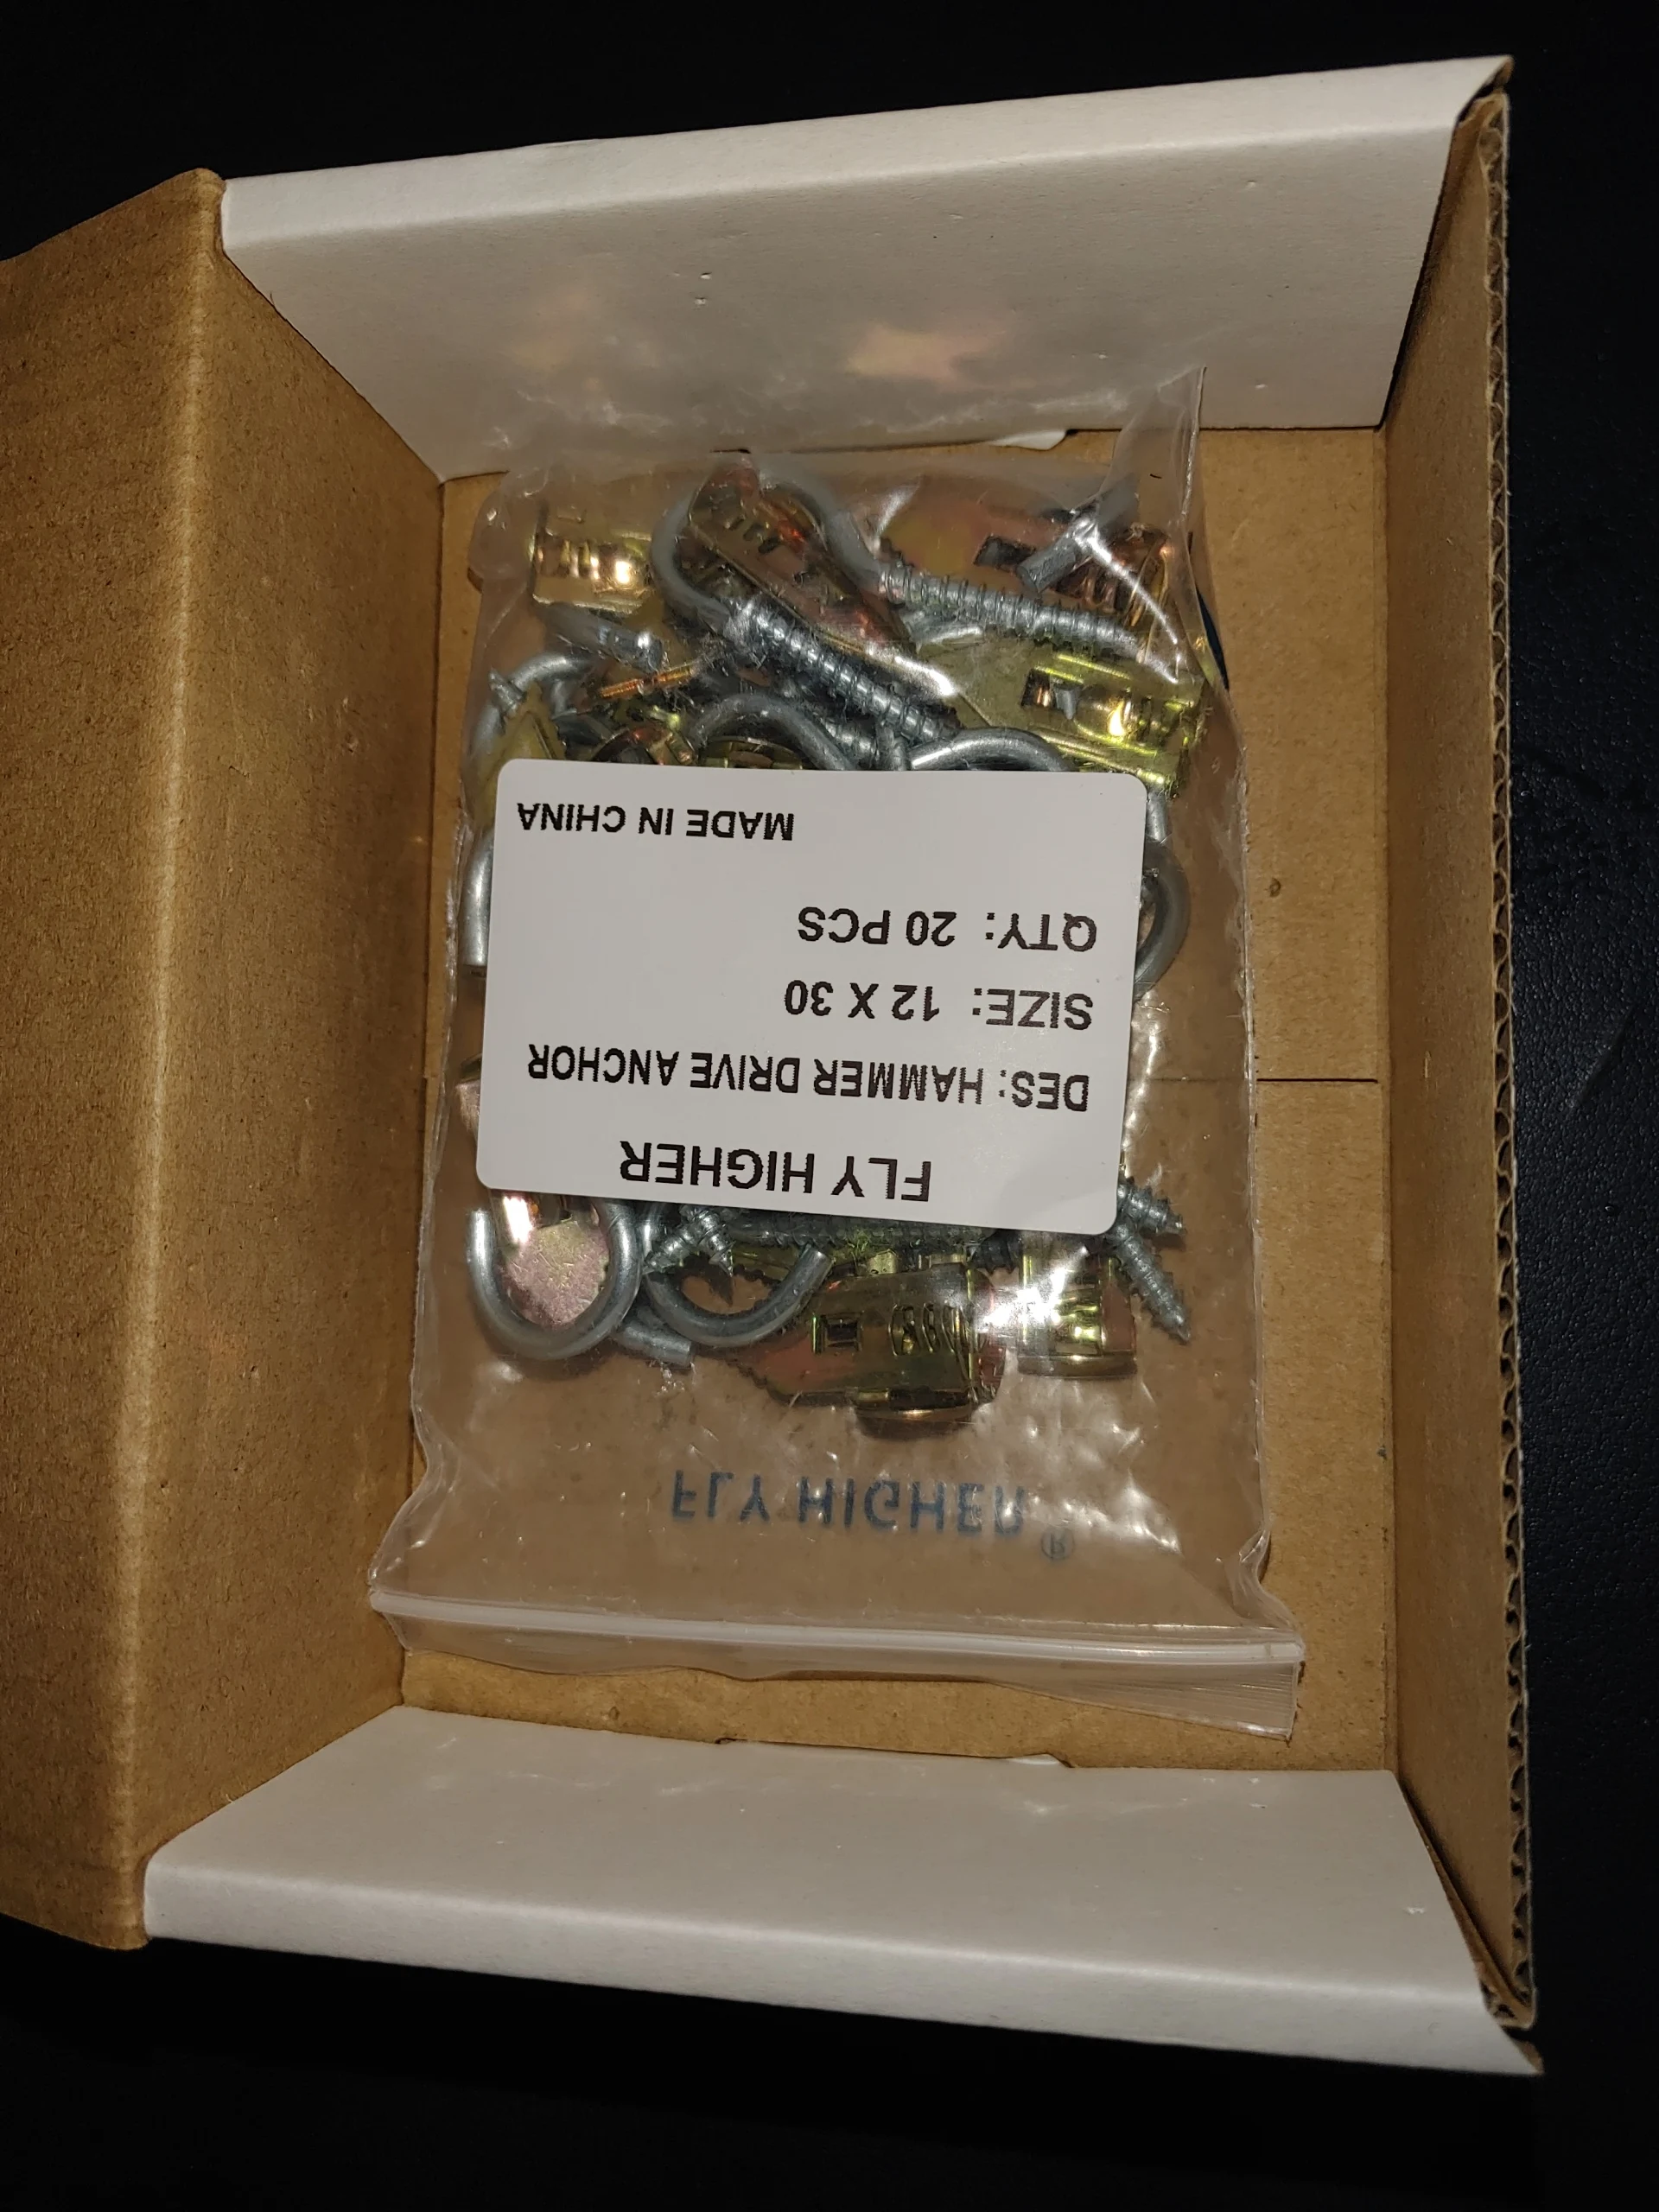 FLY HIGHER
DES: HAMMER DRIVE ANCHOR
SIZE: 12 X 30
QTY: 20 PCS
MADE IN CHINA
FLY HIGHER®